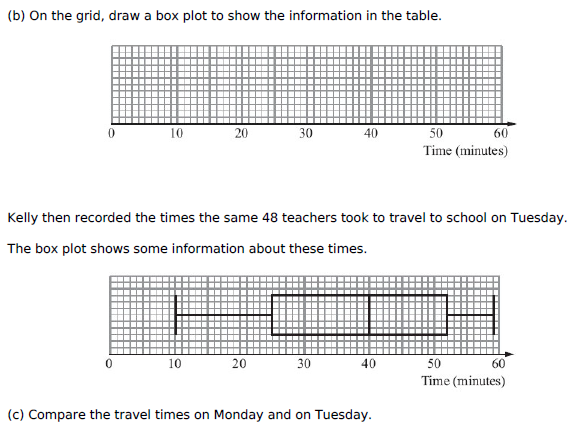 (b) On the grid, draw a box plot to show the information in the table.
0 10 20 30 40 50 60
Time (minutes)
Kelly then recorded the times the same 48 teachers took to travel to school on Tuesday.
The box plot shows some information about these times.
0 10 20 30 40 50 60
Time (minutes)
(c) Compare the travel times on Monday and on Tuesday.